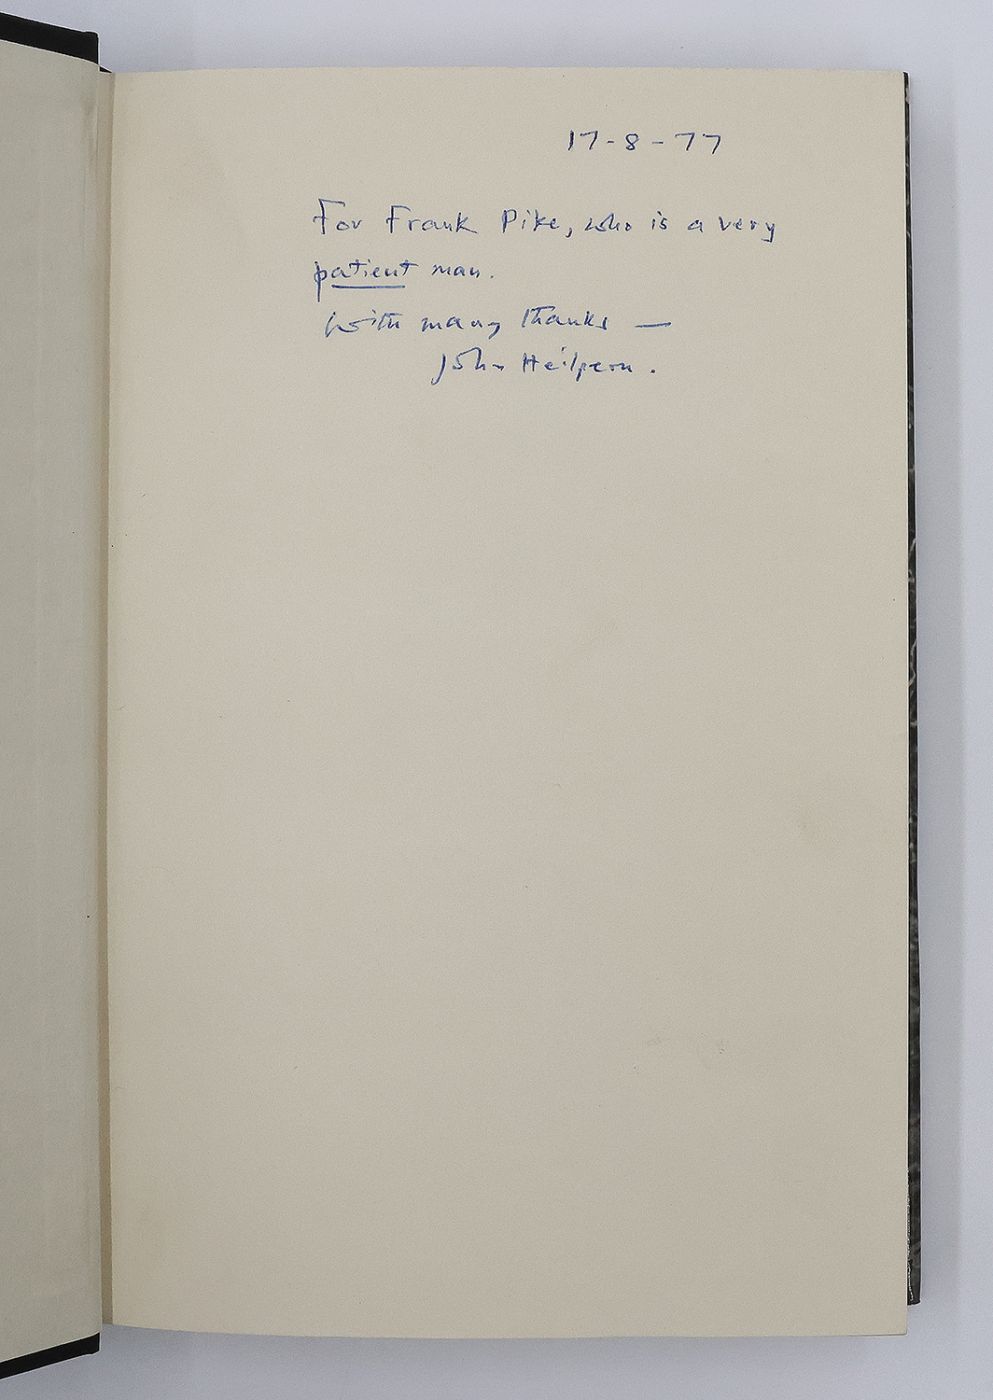 17-8-77
For Frank Pike, who is a very
patient man.
With many thanks —
John Heilpern.